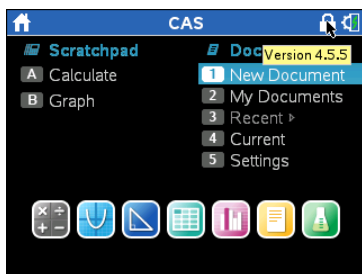 CAS
Version 4.5.5
Scratchpad
A Calculate
B Graph
Doc
1 New Document
2 My Documents
3 Recent ▹
4 Current
5 Settings